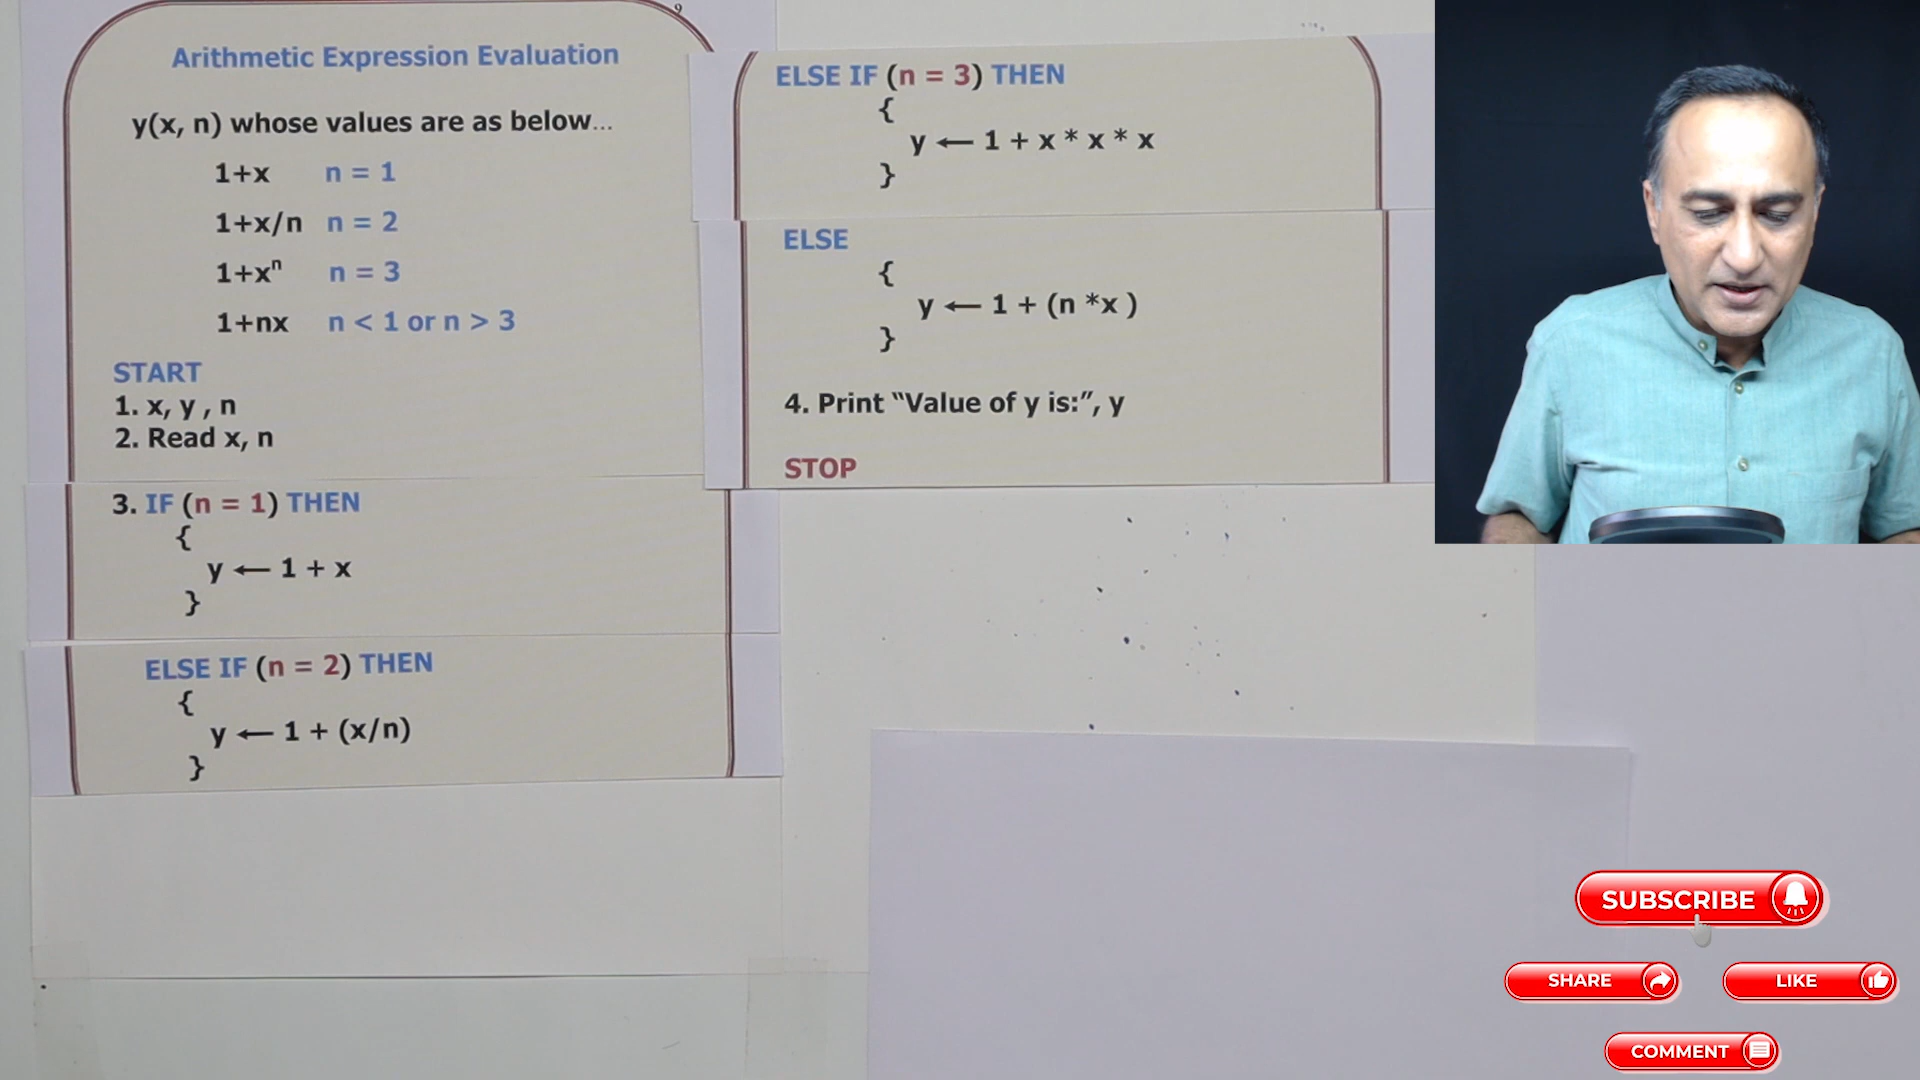 9
Arithmetic Expression Evaluation
y(x, n) whose values are as below...
1+x n = 1
1+x/n n = 2
1+xⁿ n = 3
1+nx n < 1 or n > 3
START
1. x, y , n
2. Read x, n
3. IF (n = 1) THEN
{
y ← 1 + x
}
ELSE IF (n = 2) THEN
{
y ← 1 + (x/n)
}
ELSE IF (n = 3) THEN
{
y ← 1 + x * x * x
}
ELSE
{
y ← 1 + (n *x )
}
4. Print “Value of y is:”, y
STOP
SUBSCRIBE
SHARE
LIKE
COMMENT